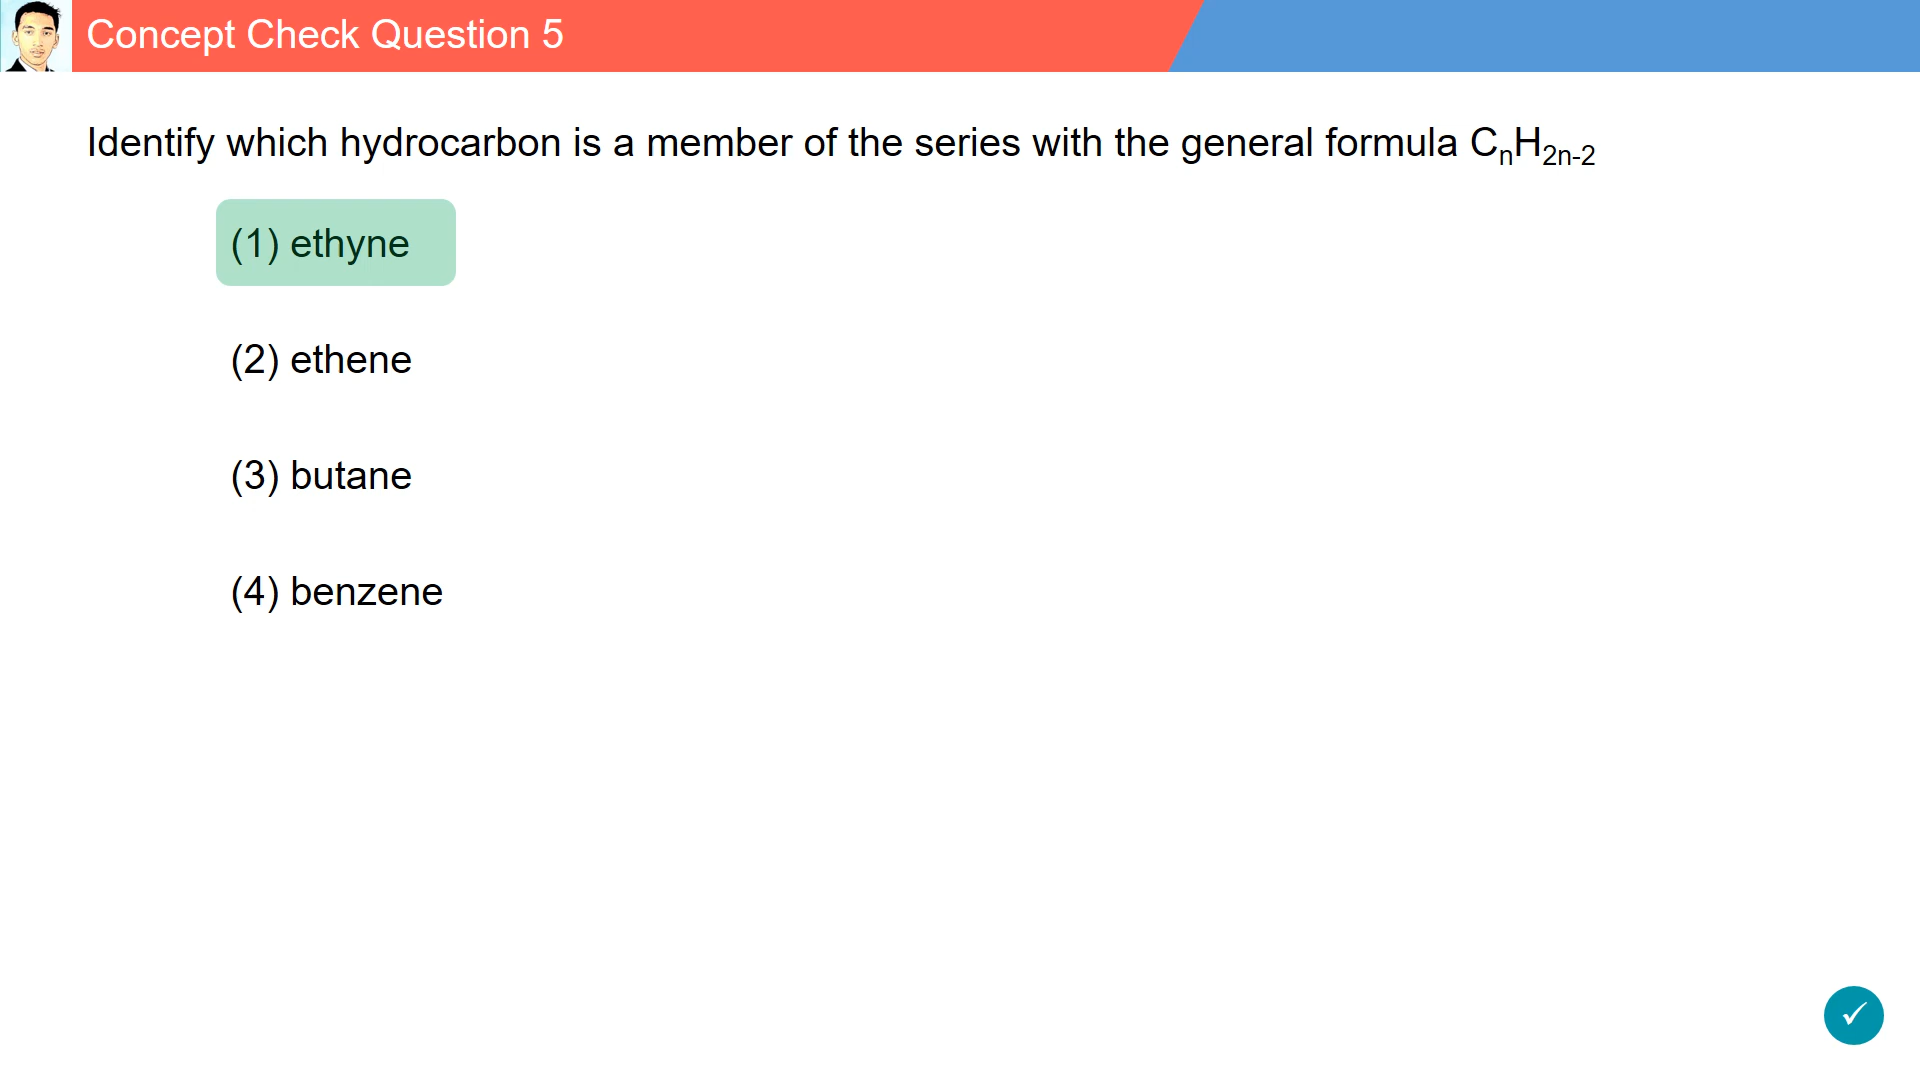 Concept Check Question 5
Identify which hydrocarbon is a member of the series with the general formula CₙH₂ₙ₋₂
(1) ethyne
(2) ethene
(3) butane
(4) benzene